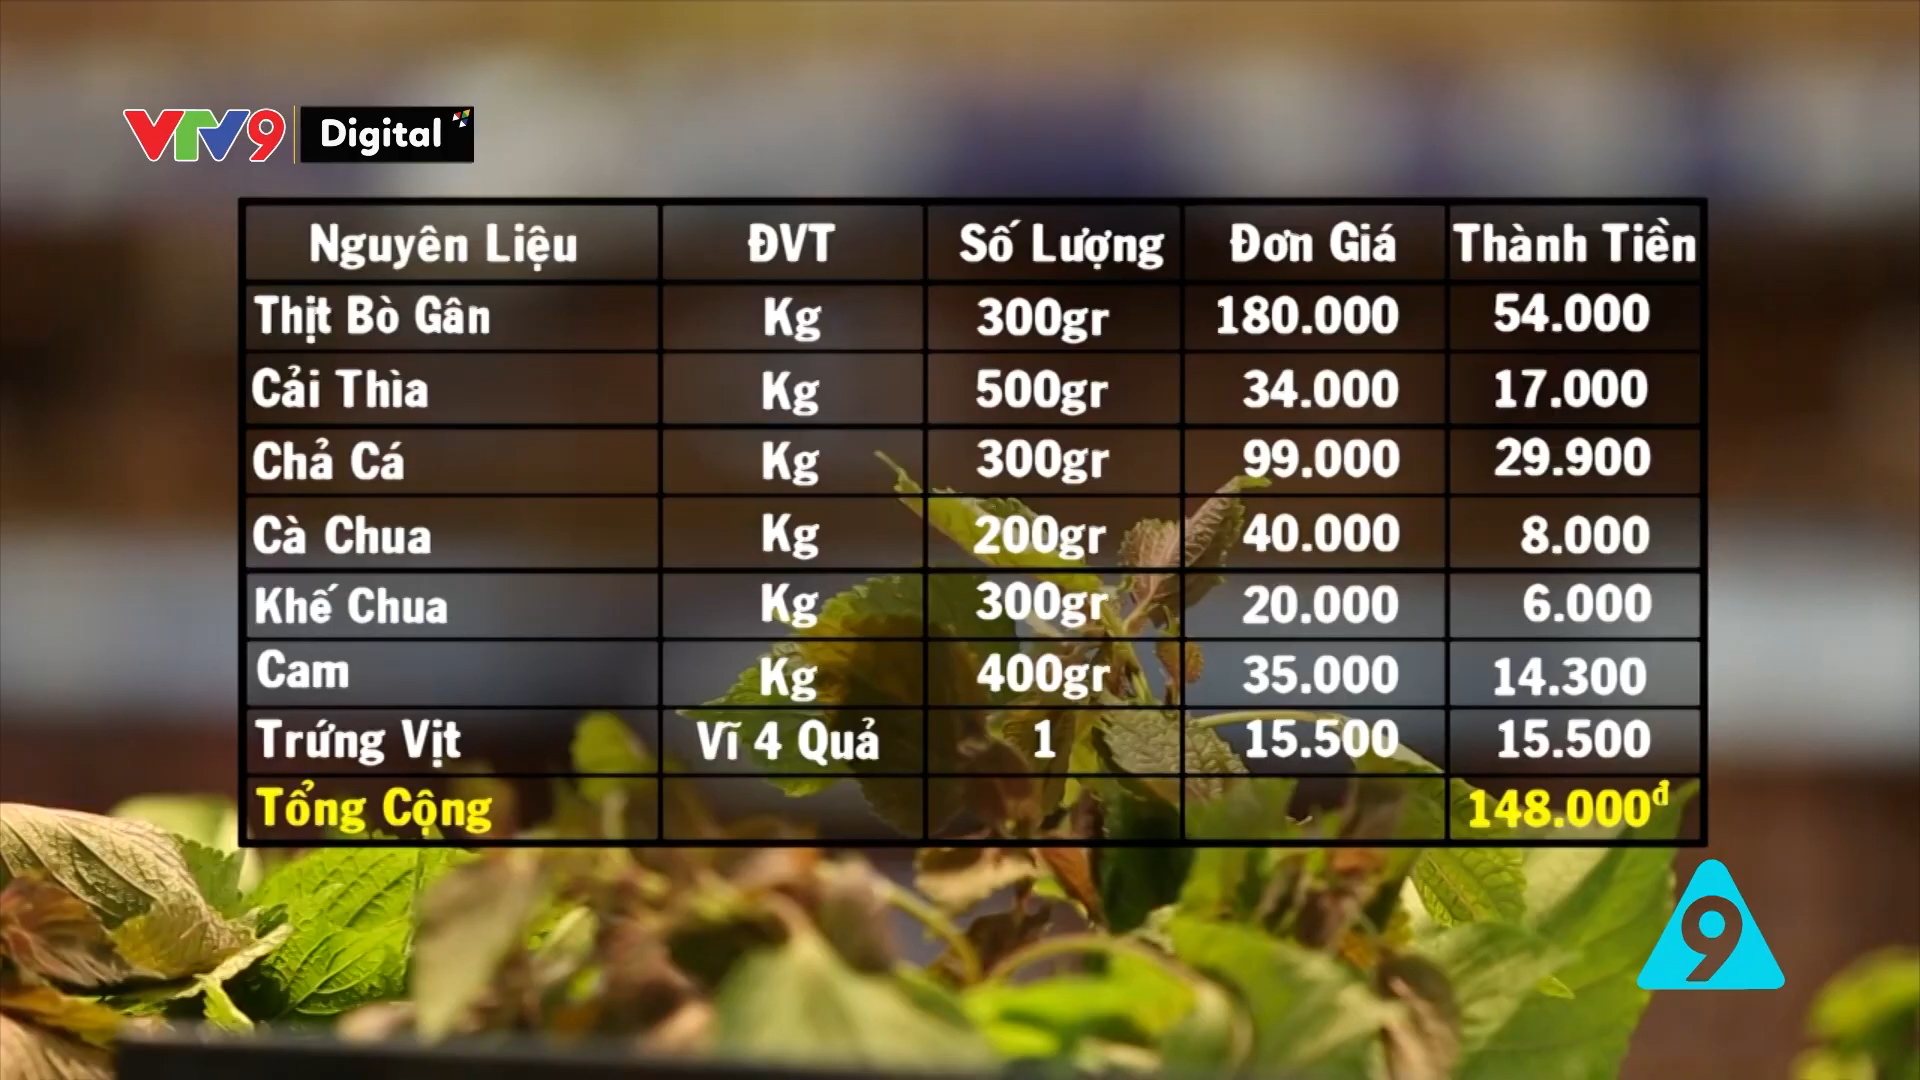 VTV9 Digital
Nguyên Liệu ĐVT Số Lượng Đơn Giá Thành Tiền
Thịt Bò Gân Kg 300gr 180.000 54.000
Cải Thìa Kg 500gr 34.000 17.000
Chả Cá Kg 300gr 99.000 29.900
Cà Chua Kg 200gr 40.000 8.000
Khế Chua Kg 300gr 20.000 6.000
Cam Kg 400gr 35.000 14.300
Trứng Vịt Vĩ 4 Quả 1 15.500 15.500
Tổng Cộng 148.000đ
9